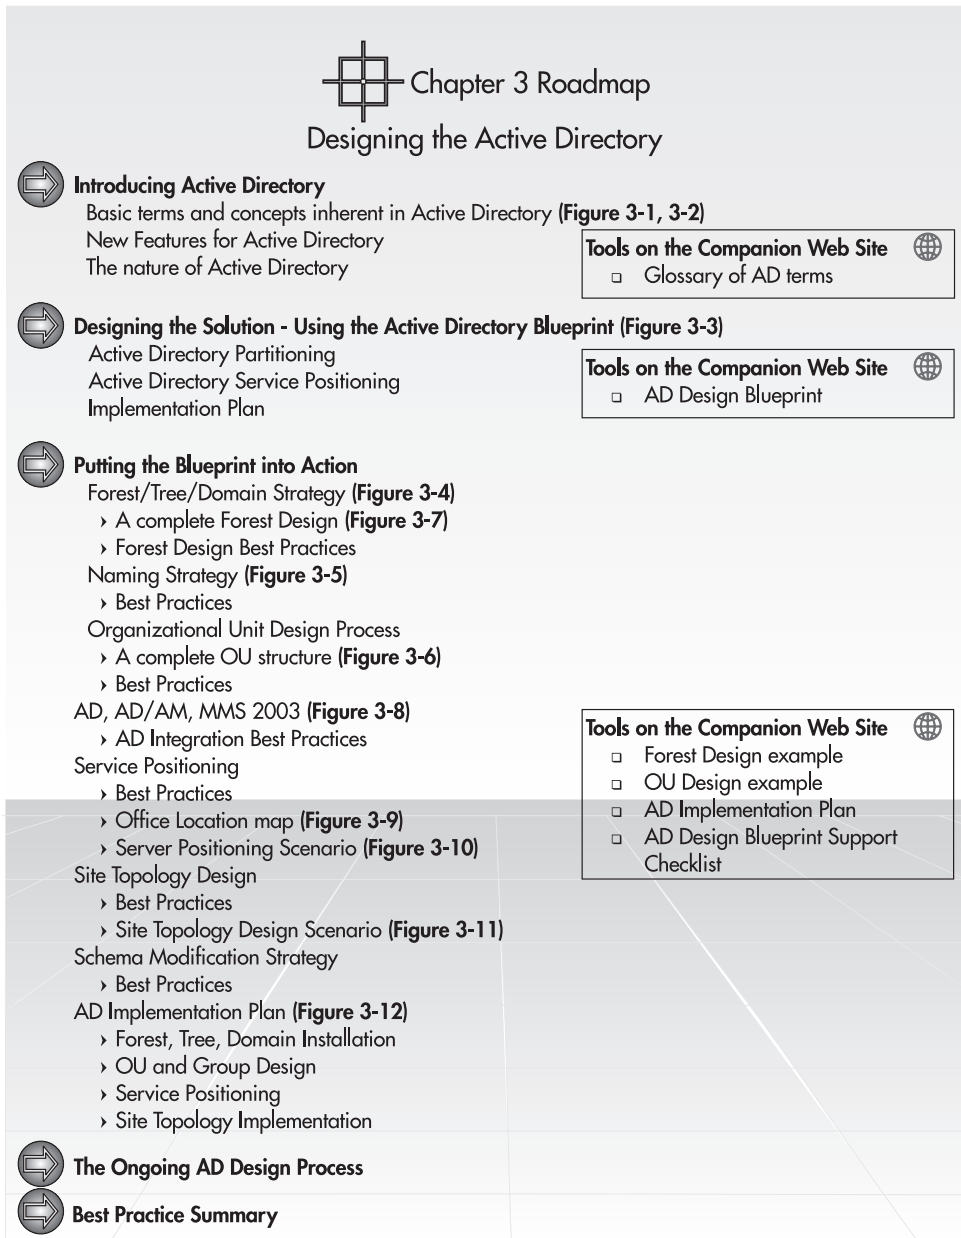 Chapter 3 Roadmap
Designing the Active Directory
Introducing Active Directory
Basic terms and concepts inherent in Active Directory (Figure 3-1, 3-2)
New Features for Active Directory
The nature of Active Directory
Tools on the Companion Web Site
❑ Glossary of AD terms
Designing the Solution - Using the Active Directory Blueprint (Figure 3-3)
Active Directory Partitioning
Active Directory Service Positioning
Implementation Plan
Tools on the Companion Web Site
❑ AD Design Blueprint
Putting the Blueprint into Action
Forest/Tree/Domain Strategy (Figure 3-4)
› A complete Forest Design (Figure 3-7)
› Forest Design Best Practices
Naming Strategy (Figure 3-5)
› Best Practices
Organizational Unit Design Process
› A complete OU structure (Figure 3-6)
› Best Practices
AD, AD/AM, MMS 2003 (Figure 3-8)
› AD Integration Best Practices
Service Positioning
› Best Practices
› Office Location map (Figure 3-9)
› Server Positioning Scenario (Figure 3-10)
Site Topology Design
› Best Practices
› Site Topology Design Scenario (Figure 3-11)
Schema Modification Strategy
› Best Practices
AD Implementation Plan (Figure 3-12)
› Forest, Tree, Domain Installation
› OU and Group Design
› Service Positioning
› Site Topology Implementation
Tools on the Companion Web Site
❑ Forest Design example
❑ OU Design example
❑ AD Implementation Plan
❑ AD Design Blueprint Support
Checklist
The Ongoing AD Design Process
Best Practice Summary